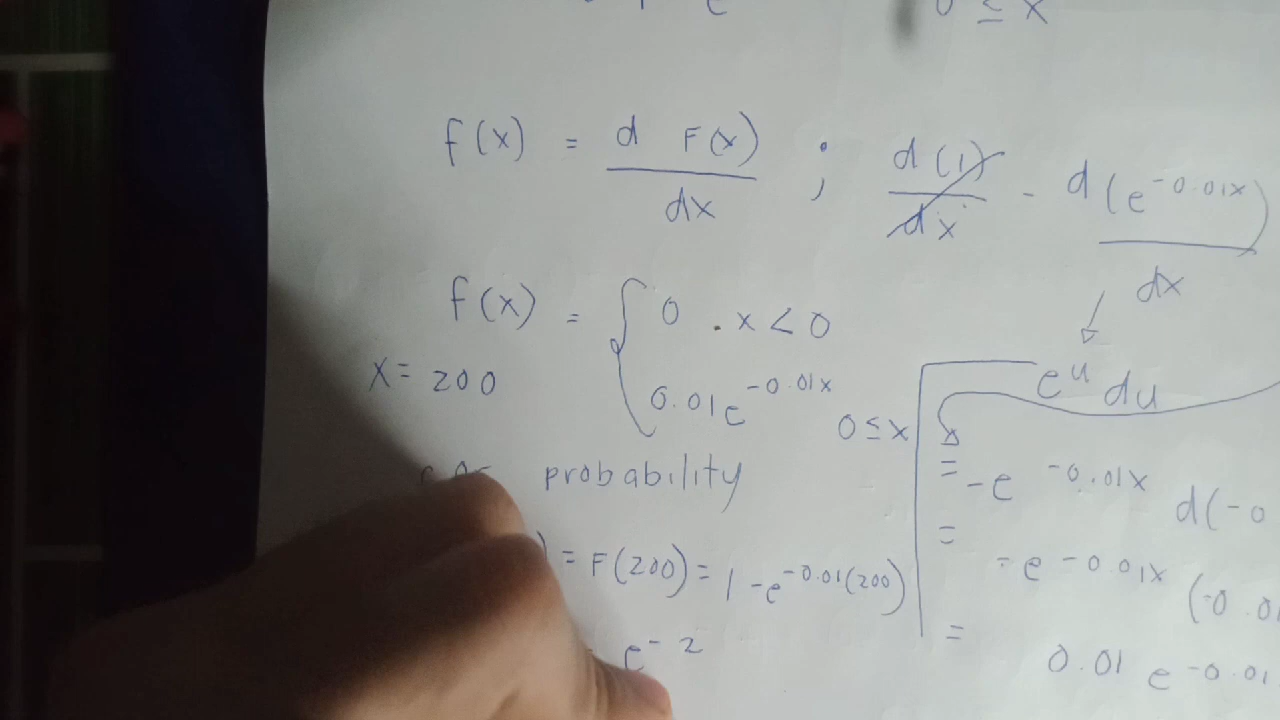 e 0 ≤ x
f(x) = d F(x) / dx ; d(1) / dx - d(e^-0.01x) / dx
f(x) = { 0 . x < 0
0.01e^-0.01x 0 ≤ x
x = 200
probability
) = F(200) = 1 - e^-0.01(200)
e^-2
e^u du
= -e^-0.01x d(-0
= -e^-0.01x (-0.01
= 0.01 e^-0.01